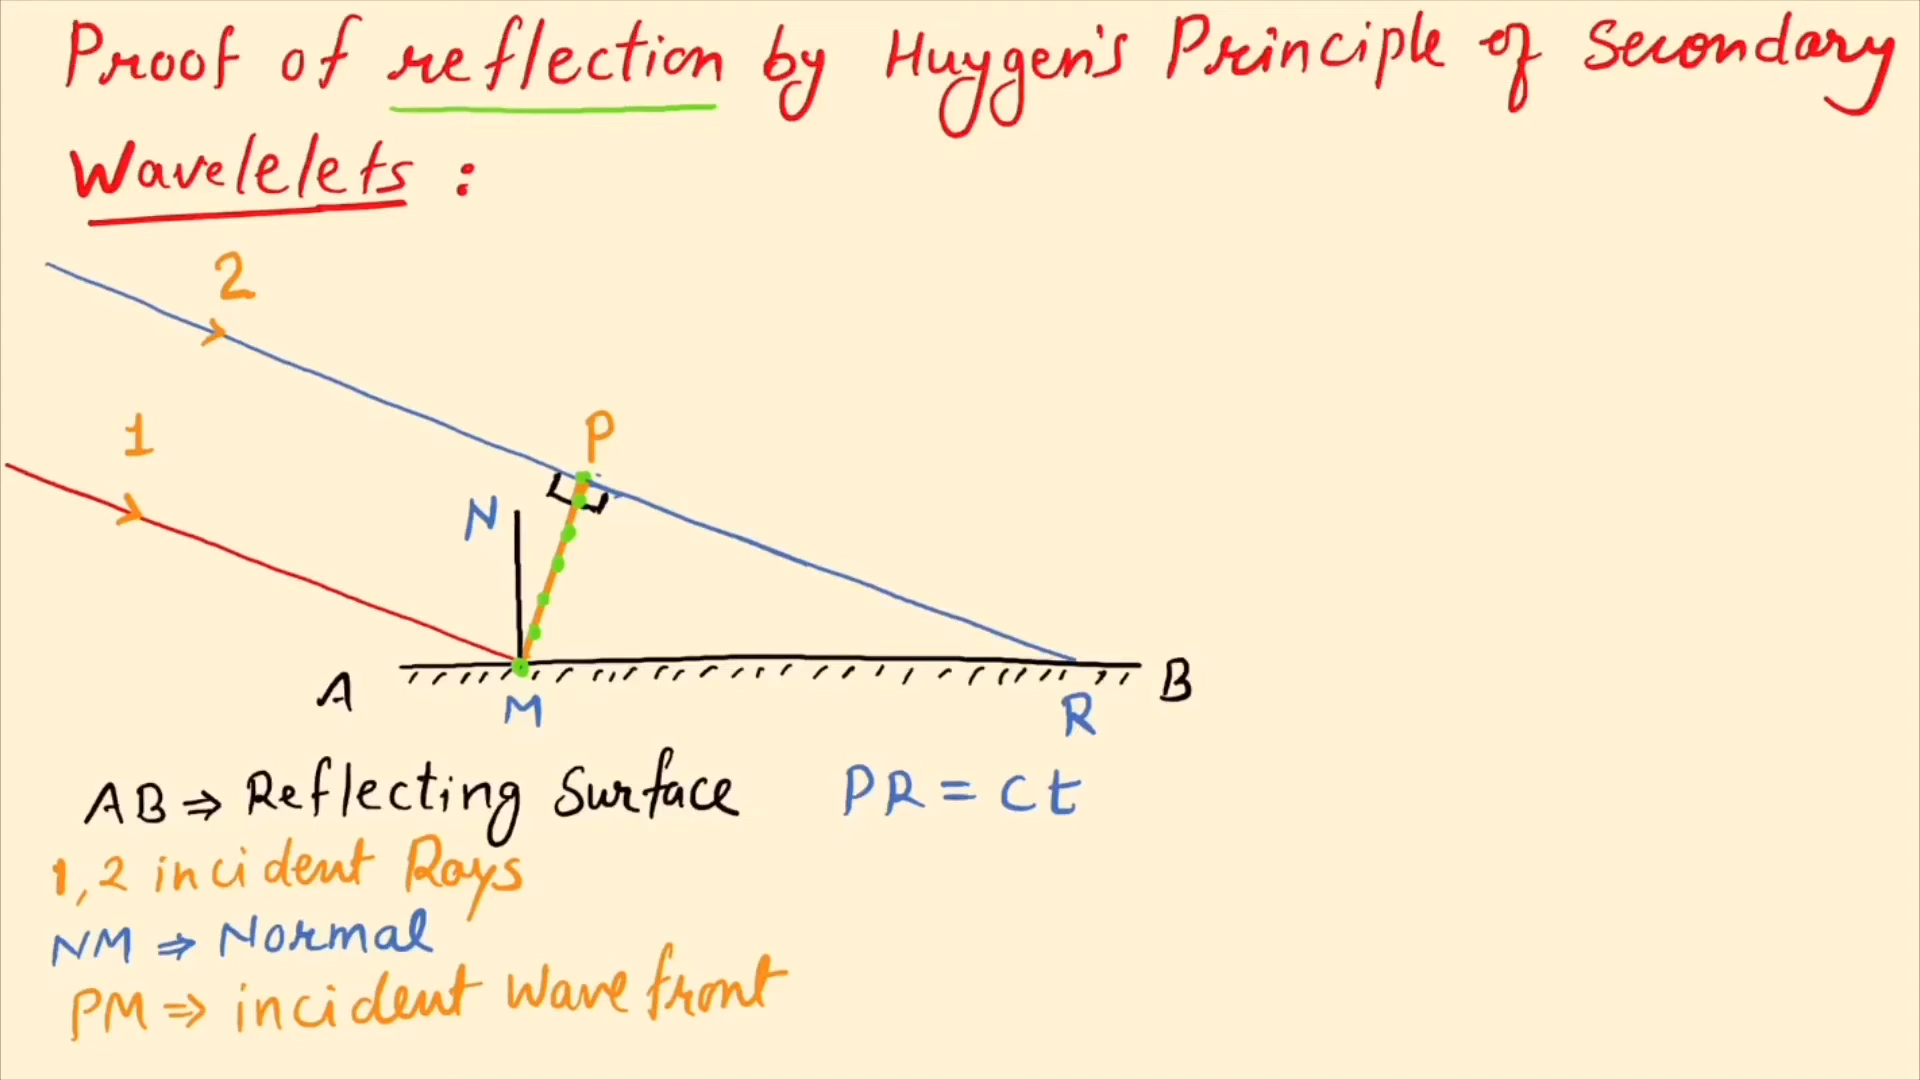 Proof of reflection by Huygen's Principle of Secondary
Wavelelets :
2
1
P
N
A
M
R
B
AB ⇒ Reflecting Surface
PR = ct
1,2 incident Rays
NM ⇒ Normal
PM ⇒ incident Wave front